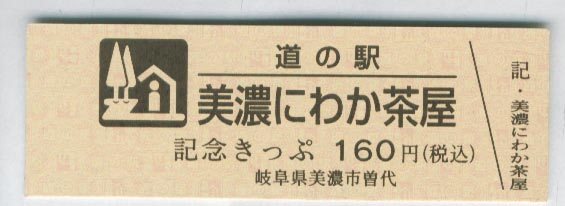 道の駅
美濃にわか茶屋
記念きっぷ 160円(税込)
岐阜県美濃市曽代
記・美濃にわか茶屋